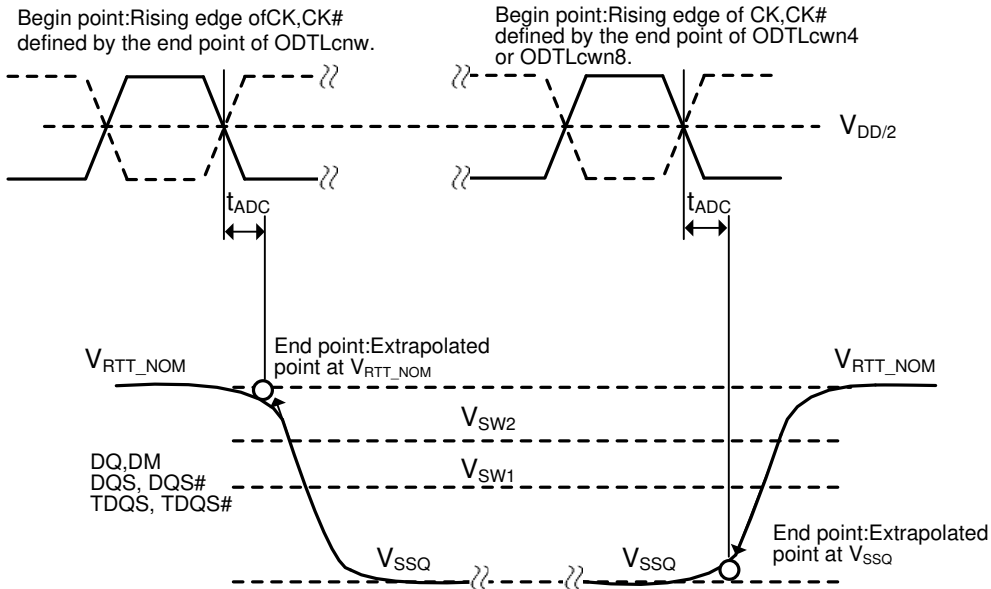 Begin point:Rising edge ofCK,CK#
defined by the end point of ODTLcnw.
Begin point:Rising edge of CK,CK#
defined by the end point of ODTLcwn4
or ODTLcwn8.
VDD/2
tADC
tADC
End point:Extrapolated
point at VRTT_NOM
VRTT_NOM
VRTT_NOM
VSW2
DQ,DM
DQS, DQS#
TDQS, TDQS#
VSW1
VSSQ
VSSQ
End point:Extrapolated
point at VSSQ